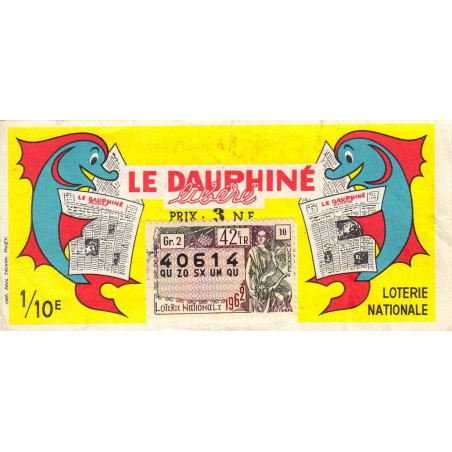 LE DAUPHINÉ
libéré
PRIX : 3 NF
Gr. 2 42e TR 10
40614
QU ZO SX UN QU
LOTERIE NATIONALE 1962
LE DAUPHINÉ
LE DAUPHINÉ
1/10E
LOTERIE
NATIONALE